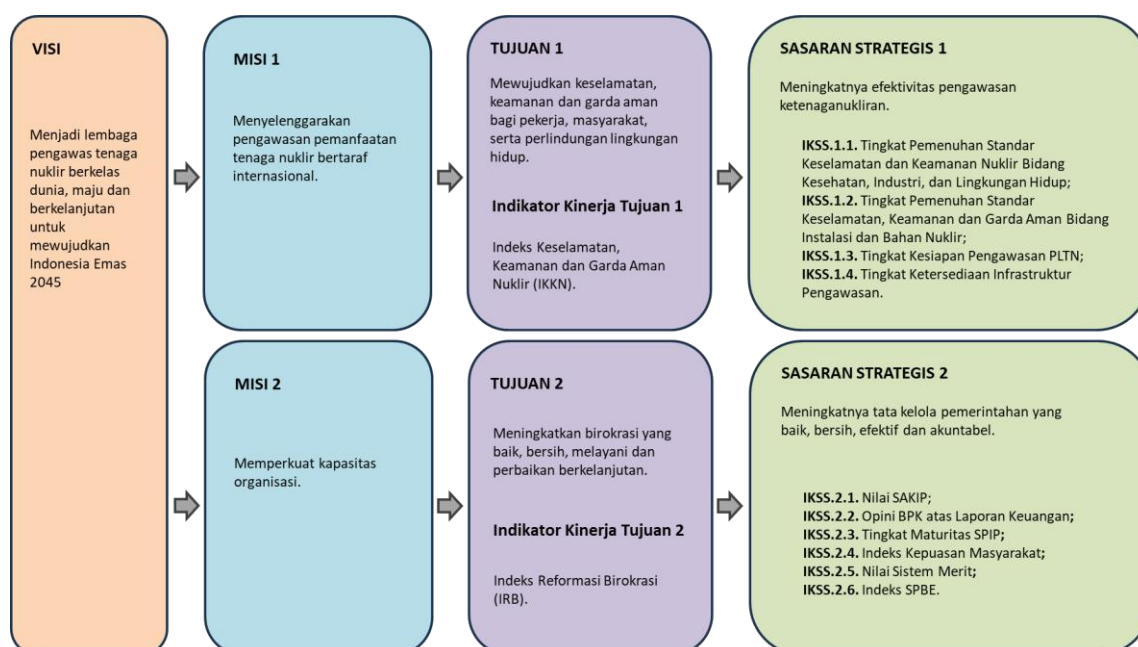 VISI
Menjadi lembaga
pengawas tenaga
nuklir berkelas
dunia, maju dan
berkelanjutan
untuk
mewujudkan
Indonesia Emas
2045
MISI 1
Menyelenggarakan
pengawasan pemanfaatan
tenaga nuklir bertaraf
internasional.
TUJUAN 1
Mewujudkan keselamatan,
keamanan dan garda aman
bagi pekerja, masyarakat,
serta perlindungan lingkungan
hidup.
Indikator Kinerja Tujuan 1
Indeks Keselamatan,
Keamanan dan Garda Aman
Nuklir (IKKN).
SASARAN STRATEGIS 1
Meningkatnya efektivitas pengawasan
ketenaganukliran.
IKSS.1.1. Tingkat Pemenuhan Standar
Keselamatan dan Keamanan Nuklir Bidang
Kesehatan, Industri, dan Lingkungan Hidup;
IKSS.1.2. Tingkat Pemenuhan Standar
Keselamatan, Keamanan dan Garda Aman Bidang
Instalasi dan Bahan Nuklir;
IKSS.1.3. Tingkat Kesiapan Pengawasan PLTN;
IKSS.1.4. Tingkat Ketersediaan Infrastruktur
Pengawasan.
MISI 2
Memperkuat kapasitas
organisasi.
TUJUAN 2
Meningkatkan birokrasi yang
baik, bersih, melayani dan
perbaikan berkelanjutan.
Indikator Kinerja Tujuan 2
Indeks Reformasi Birokrasi
(IRB).
SASARAN STRATEGIS 2
Meningkatnya tata kelola pemerintahan yang
baik, bersih, efektif dan akuntabel.
IKSS.2.1. Nilai SAKIP;
IKSS.2.2. Opini BPK atas Laporan Keuangan;
IKSS.2.3. Tingkat Maturitas SPIP;
IKSS.2.4. Indeks Kepuasan Masyarakat;
IKSS.2.5. Nilai Sistem Merit;
IKSS.2.6. Indeks SPBE.